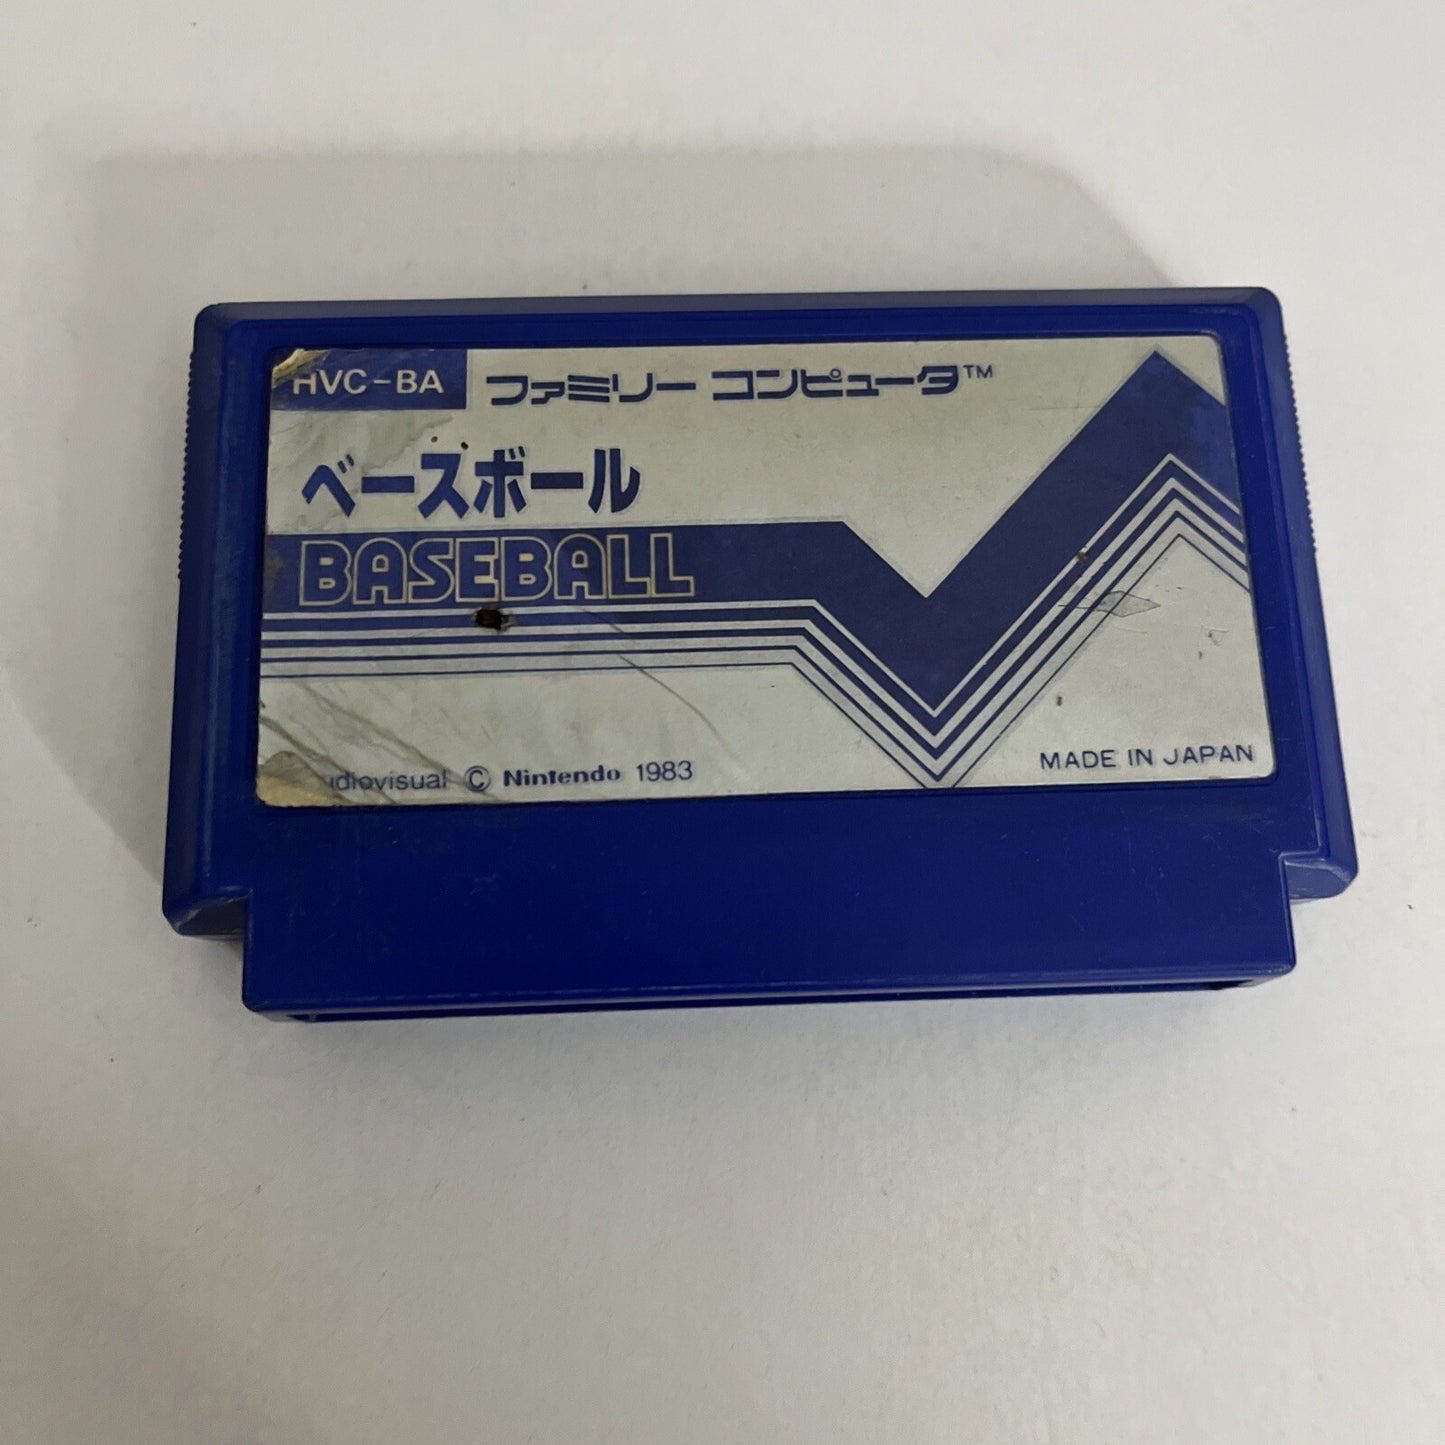 HVC-BA ファミリー コンピュータ™
ベースボール
BASEBALL
udiovisual © Nintendo 1983
MADE IN JAPAN